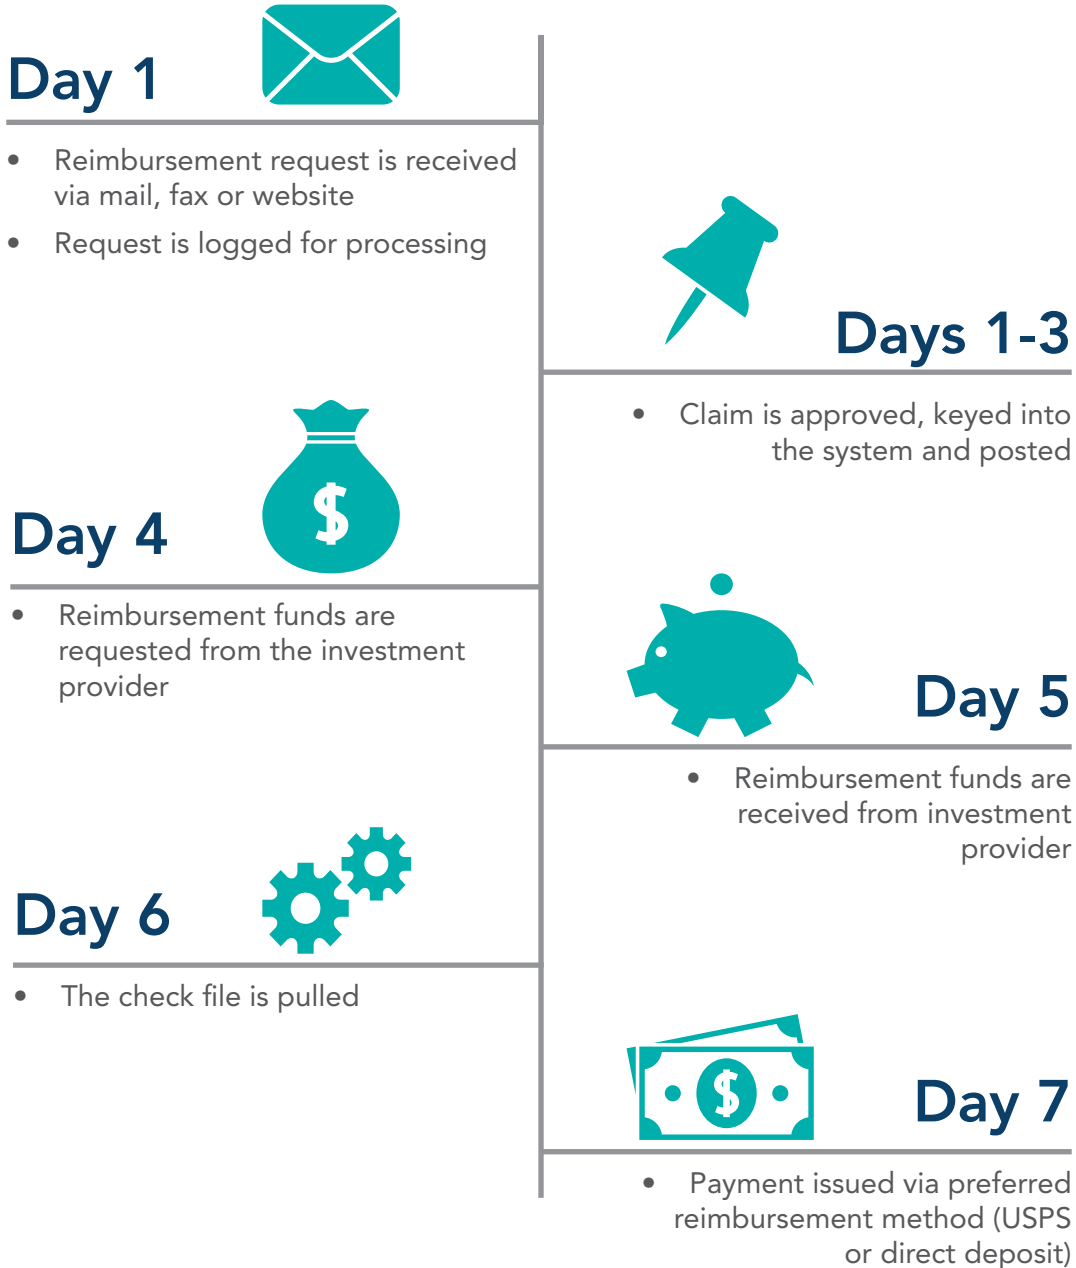 Day 1
• Reimbursement request is received
via mail, fax or website
• Request is logged for processing
Days 1-3
• Claim is approved, keyed into
the system and posted
$
Day 4
• Reimbursement funds are
requested from the investment
provider
Day 5
• Reimbursement funds are
received from investment
provider
Day 6
• The check file is pulled
$
Day 7
• Payment issued via preferred
reimbursement method (USPS
or direct deposit)